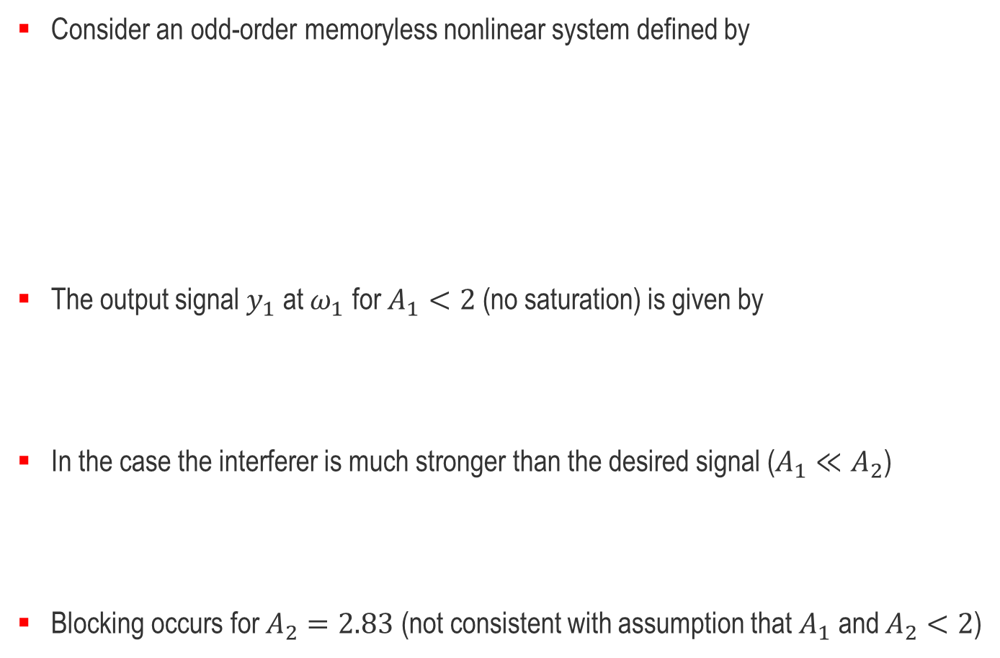 ▪ Consider an odd-order memoryless nonlinear system defined by
▪ The output signal 𝑦₁ at 𝜔₁ for 𝐴₁ < 2 (no saturation) is given by
▪ In the case the interferer is much stronger than the desired signal (𝐴₁ ≪ 𝐴₂)
▪ Blocking occurs for 𝐴₂ = 2.83 (not consistent with assumption that 𝐴₁ and 𝐴₂ < 2)